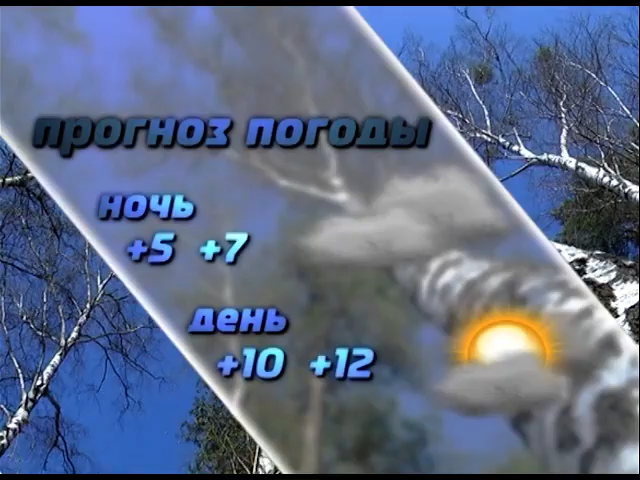 прогноз погоды
ночь
+5 +7
день
+10 +12